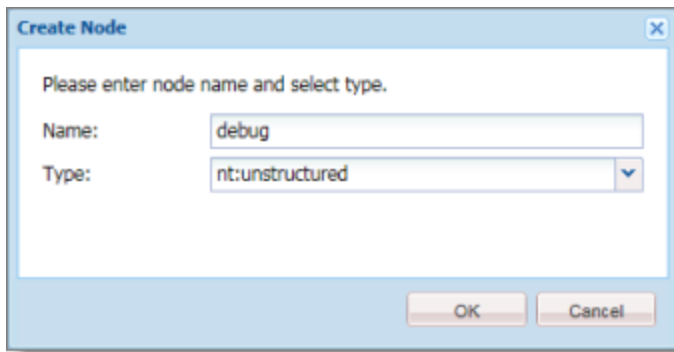 Create Node
Please enter node name and select type.
Name: debug
Type: nt:unstructured
OK Cancel